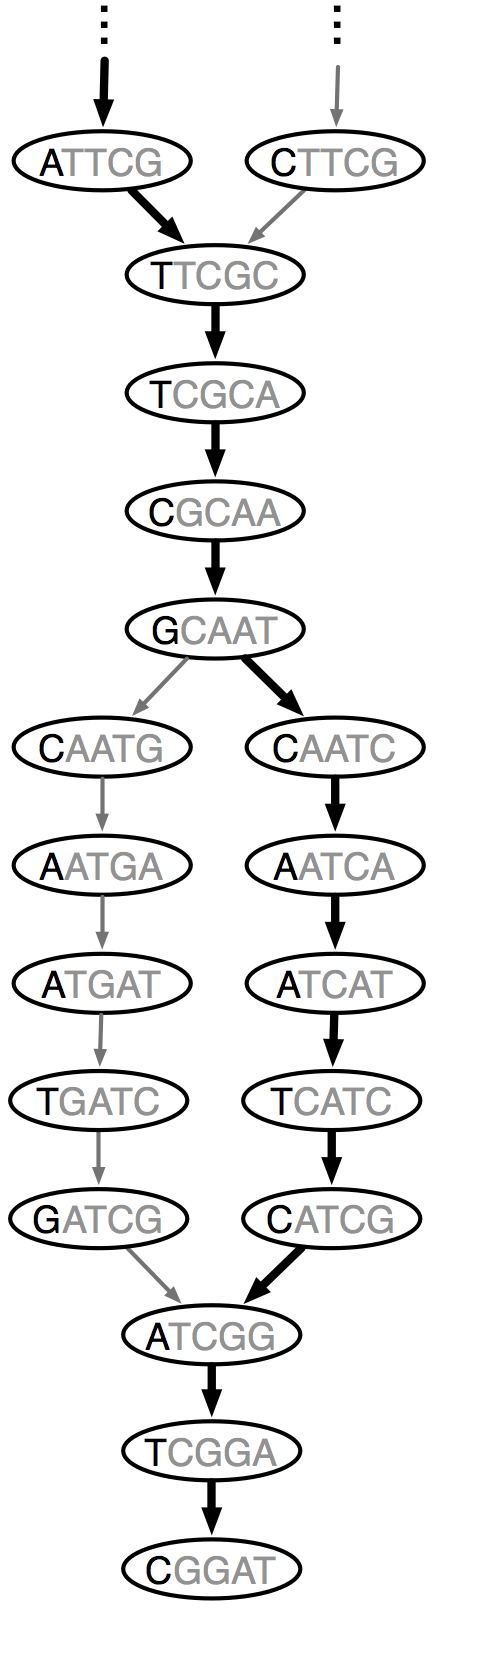 ATTCG CTTCG
TTCGC
TCGCA
CGCAA
GCAAT
CAATG CAATC
AATGA AATCA
ATGAT ATCAT
TGATC TCATC
GATCG CATCG
ATCGG
TCGGA
CGGAT